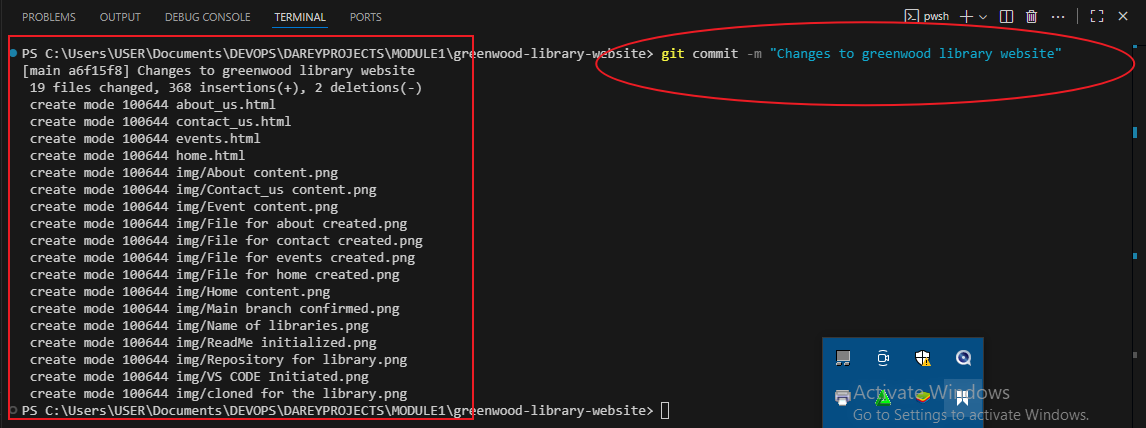 PROBLEMS OUTPUT DEBUG CONSOLE TERMINAL PORTS pwsh
PS C:\Users\USER\Documents\DEVOPS\DAREYPROJECTS\MODULE1\greenwood-library-website> git commit -m "Changes to greenwood library website"
[main a6f15f8] Changes to greenwood library website
19 files changed, 368 insertions(+), 2 deletions(-)
create mode 100644 about_us.html
create mode 100644 contact_us.html
create mode 100644 events.html
create mode 100644 home.html
create mode 100644 img/About content.png
create mode 100644 img/Contact_us content.png
create mode 100644 img/Event content.png
create mode 100644 img/File for about created.png
create mode 100644 img/File for contact created.png
create mode 100644 img/File for events created.png
create mode 100644 img/File for home created.png
create mode 100644 img/Home content.png
create mode 100644 img/Main branch confirmed.png
create mode 100644 img/Name of libraries.png
create mode 100644 img/ReadMe initialized.png
create mode 100644 img/Repository for library.png
create mode 100644 img/VS CODE Initiated.png
create mode 100644 img/cloned for the library.png
PS C:\Users\USER\Documents\DEVOPS\DAREYPROJECTS\MODULE1\greenwood-library-website>
Activate Windows
Go to Settings to activate Windows.